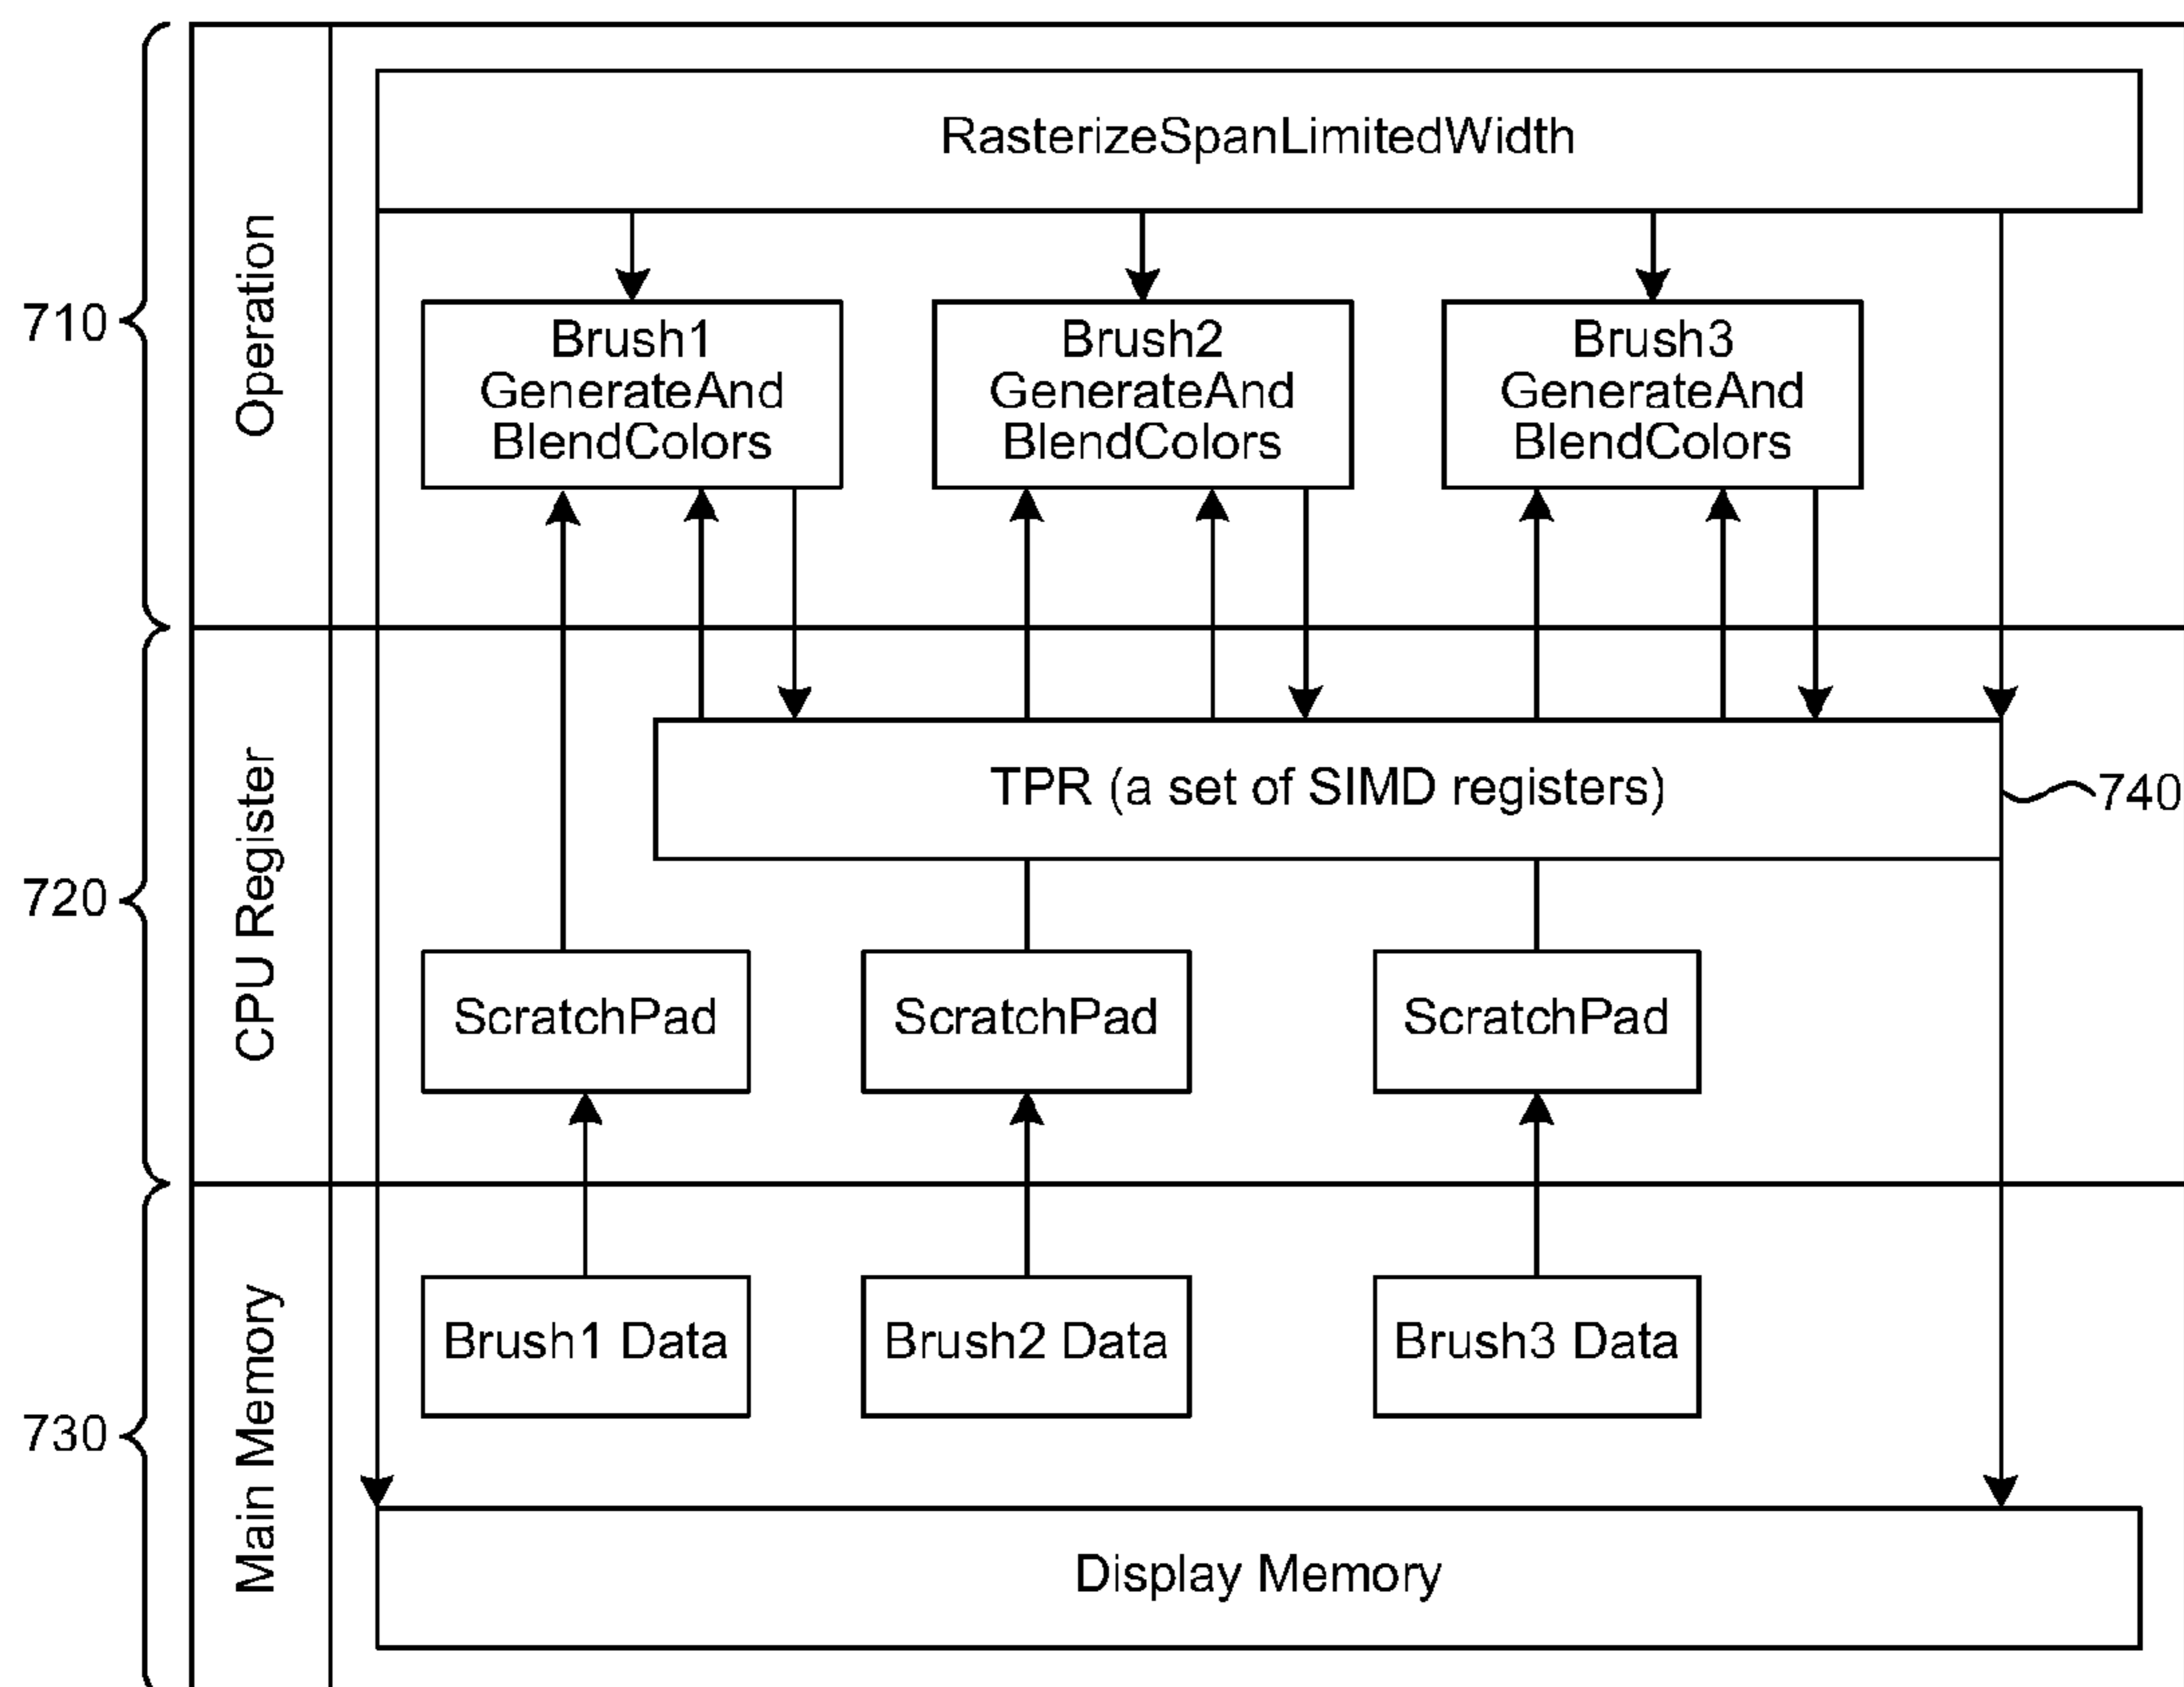 710
Operation
RasterizeSpanLimitedWidth
Brush1
GenerateAnd
BlendColors
Brush2
GenerateAnd
BlendColors
Brush3
GenerateAnd
BlendColors
720
CPU Register
TPR (a set of SIMD registers)
740
ScratchPad
ScratchPad
ScratchPad
730
Main Memory
Brush1 Data
Brush2 Data
Brush3 Data
Display Memory